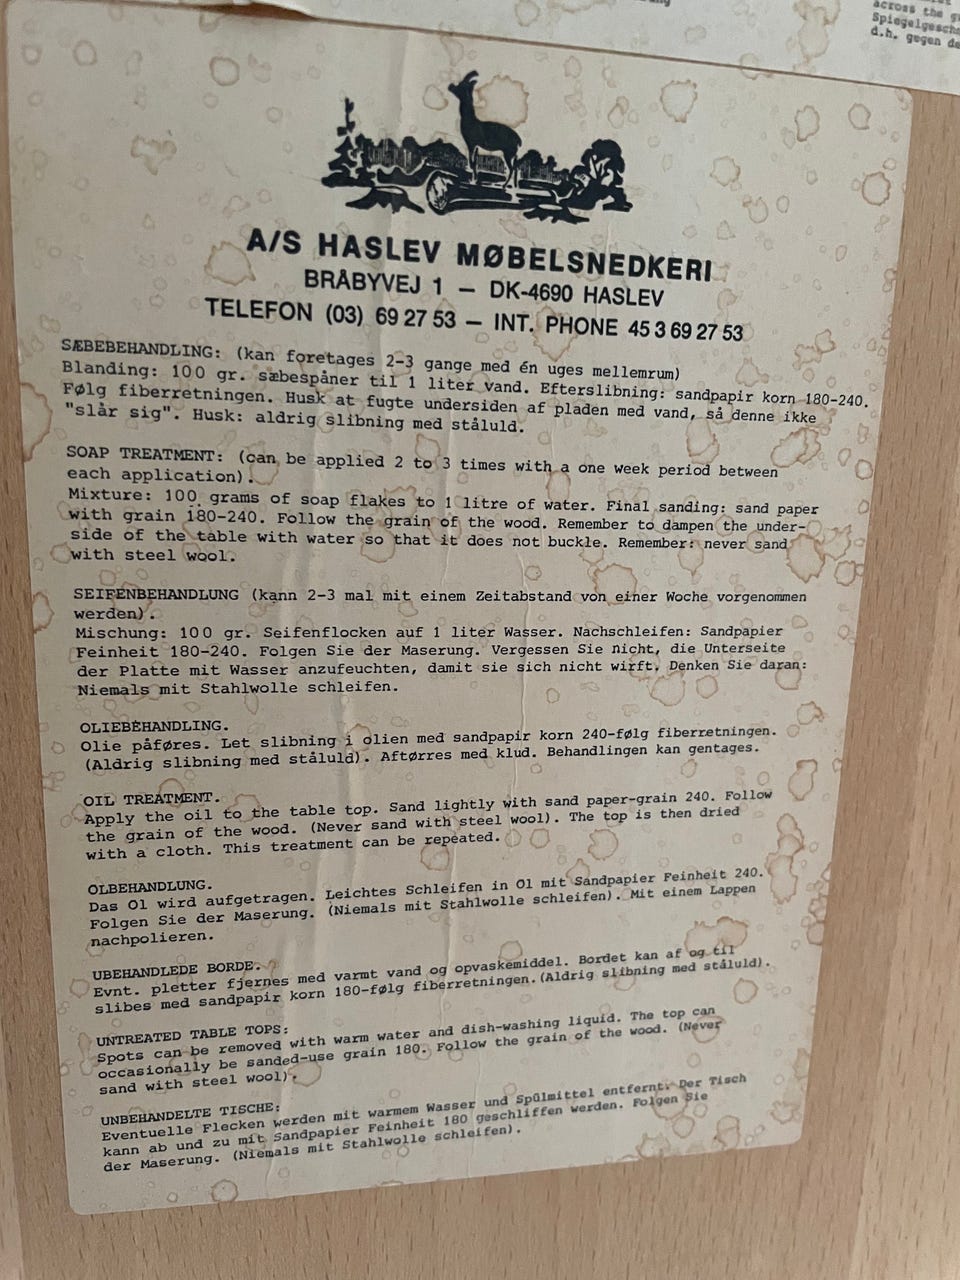 across the
Spiegelgesch
d.h. gegen de
A/S HASLEV MØBELSNEDKERI
BRÅBYVEJ 1 – DK-4690 HASLEV
TELEFON (03) 69 27 53 – INT. PHONE 45 3 69 27 53
SÆBEBEHANDLING: (kan foretages 2-3 gange med én uges mellemrum)
Blanding: 100 gr. sæbespåner til 1 liter vand. Efterslibning: sandpapir korn 180-240.
Følg fiberretningen. Husk at fugte undersiden af pladen med vand, så denne ikke
"slår sig". Husk: aldrig slibning med ståluld.
SOAP TREATMENT: (can be applied 2 to 3 times with a one week period between
each application).
Mixture: 100 grams of soap flakes to 1 litre of water. Final sanding: sand paper
with grain 180-240. Follow the grain of the wood. Remember to dampen the under-
side of the table with water so that it does not buckle. Remember: never sand
with steel wool.
SEIFENBEHANDLUNG (kann 2-3 mal mit einem Zeitabstand von einer Woche vorgenommen
werden).
Mischung: 100 gr. Seifenflocken auf 1 liter Wasser. Nachschleifen: Sandpapier
Feinheit 180-240. Folgen Sie der Maserung. Vergessen Sie nicht, die Unterseite
der Platte mit Wasser anzufeuchten, damit sie sich nicht wirft. Denken Sie daran:
Niemals mit Stahlwolle schleifen.
OLIEBEHANDLING.
Olie påføres. Let slibning i olien med sandpapir korn 240-følg fiberretningen.
(Aldrig slibning med ståluld). Aftørres med klud. Behandlingen kan gentages.
OIL TREATMENT.
Apply the oil to the table top. Sand lightly with sand paper-grain 240. Follow
the grain of the wood. (Never sand with steel wool). The top is then dried
with a cloth. This treatment can be repeated.
OLBEHANDLUNG.
Das Ol wird aufgetragen. Leichtes Schleifen in Ol mit Sandpapier Feinheit 240.
Folgen Sie der Maserung. (Niemals mit Stahlwolle schleifen). Mit einem Lappen
nachpolieren.
UBEHANDLEDE BORDE.
Evnt. pletter fjernes med varmt vand og opvaskemiddel. Bordet kan af og til
slibes med sandpapir korn 180-følg fiberretningen. (Aldrig slibning med ståluld).
UNTREATED TABLE TOPS:
Spots can be removed with warm water and dish-washing liquid. The top can
occasionally be sanded-use grain 180. Follow the grain of the wood. (Never
sand with steel wool).
UNBEHANDELTE TISCHE:
Eventuelle Flecken werden mit warmem Wasser und Spülmittel entfernt. Der Tisch
kann ab und zu mit Sandpapier Feinheit 180 geschliffen werden. Folgen Sie
der Maserung. (Niemals mit Stahlwolle schleifen).